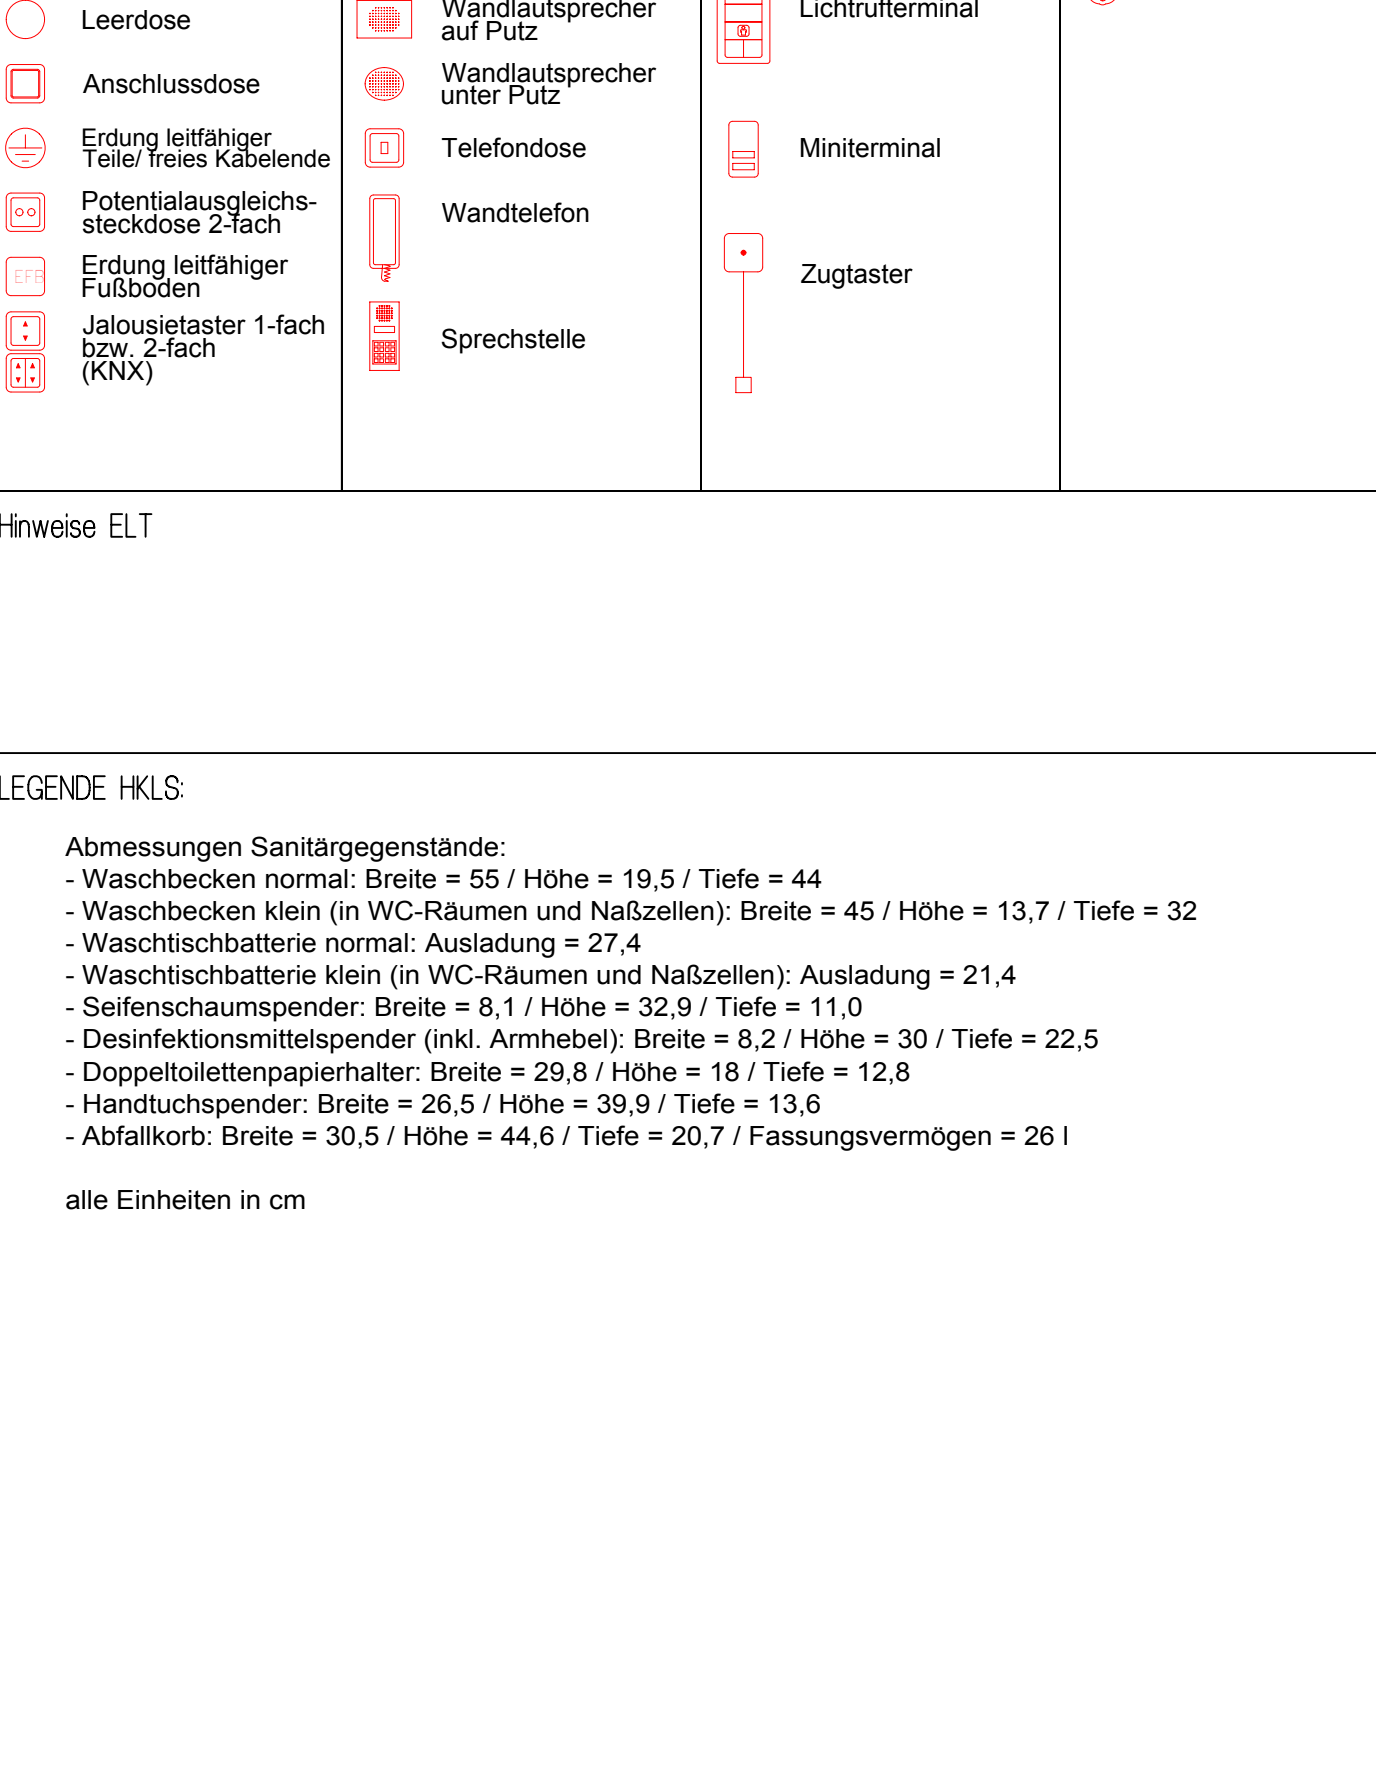 Leerdose
Anschlussdose
Erdung leitfähiger
Teile/ freies Kabelende
Potentialausgleichs-
steckdose 2-fach
EFB
Erdung leitfähiger
Fußboden
Jalousietaster 1-fach
bzw. 2-fach
(KNX)
Wandlautsprecher
auf Putz
Wandlautsprecher
unter Putz
Telefondose
Wandtelefon
Sprechstelle
Lichtrufterminal
Miniterminal
Zugtaster
Hinweise ELT
LEGENDE HKLS:
Abmessungen Sanitärgegenstände:
- Waschbecken normal: Breite = 55 / Höhe = 19,5 / Tiefe = 44
- Waschbecken klein (in WC-Räumen und Naßzellen): Breite = 45 / Höhe = 13,7 / Tiefe = 32
- Waschtischbatterie normal: Ausladung = 27,4
- Waschtischbatterie klein (in WC-Räumen und Naßzellen): Ausladung = 21,4
- Seifenschaumspender: Breite = 8,1 / Höhe = 32,9 / Tiefe = 11,0
- Desinfektionsmittelspender (inkl. Armhebel): Breite = 8,2 / Höhe = 30 / Tiefe = 22,5
- Doppeltoilettenpapierhalter: Breite = 29,8 / Höhe = 18 / Tiefe = 12,8
- Handtuchspender: Breite = 26,5 / Höhe = 39,9 / Tiefe = 13,6
- Abfallkorb: Breite = 30,5 / Höhe = 44,6 / Tiefe = 20,7 / Fassungsvermögen = 26 l
alle Einheiten in cm